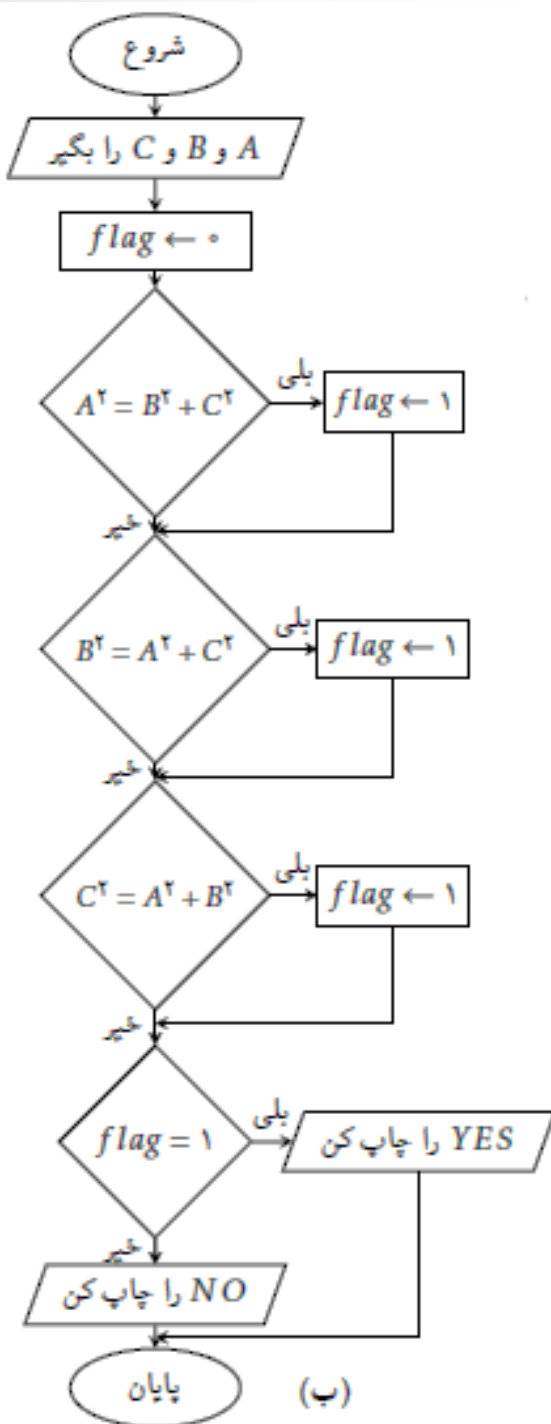 شروع
A و B و C را بگیر
flag ← ۰
A۲ = B۲ + C۲
بلی
flag ← ۱
خیر
B۲ = A۲ + C۲
بلی
flag ← ۱
خیر
C۲ = A۲ + B۲
بلی
flag ← ۱
خیر
flag = ۱
بلی
YES را چاپ کن
خیر
NO را چاپ کن
پایان
(ب)